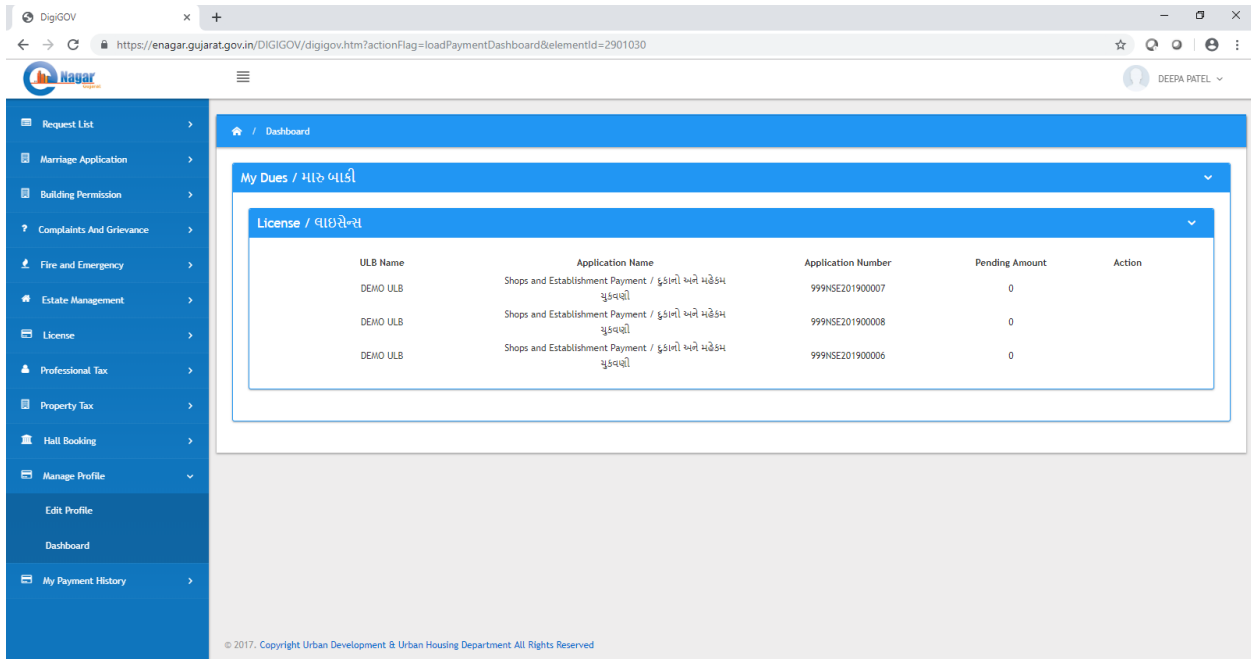 DigiGOV
https://enagar.gujarat.gov.in/DIGIGOV/digigov.htm?actionFlag=loadPaymentDashboard&elementId=2901030
Nagar
DEEPA PATEL
Request List
Marriage Application
Building Permission
Complaints And Grievance
Fire and Emergency
Estate Management
License
Professional Tax
Property Tax
Hall Booking
Manage Profile
Edit Profile
Dashboard
My Payment History
/ Dashboard
My Dues / મારુ બાકી
License / લાઇસેન્સ
ULB Name Application Name Application Number Pending Amount Action
DEMO ULB Shops and Establishment Payment / દુકાનો અને મહેકમ ચુકવણી 999NSE201900007 0
DEMO ULB Shops and Establishment Payment / દુકાનો અને મહેકમ ચુકવણી 999NSE201900008 0
DEMO ULB Shops and Establishment Payment / દુકાનો અને મહેકમ ચુકવણી 999NSE201900006 0
© 2017. Copyright Urban Development & Urban Housing Department All Rights Reserved